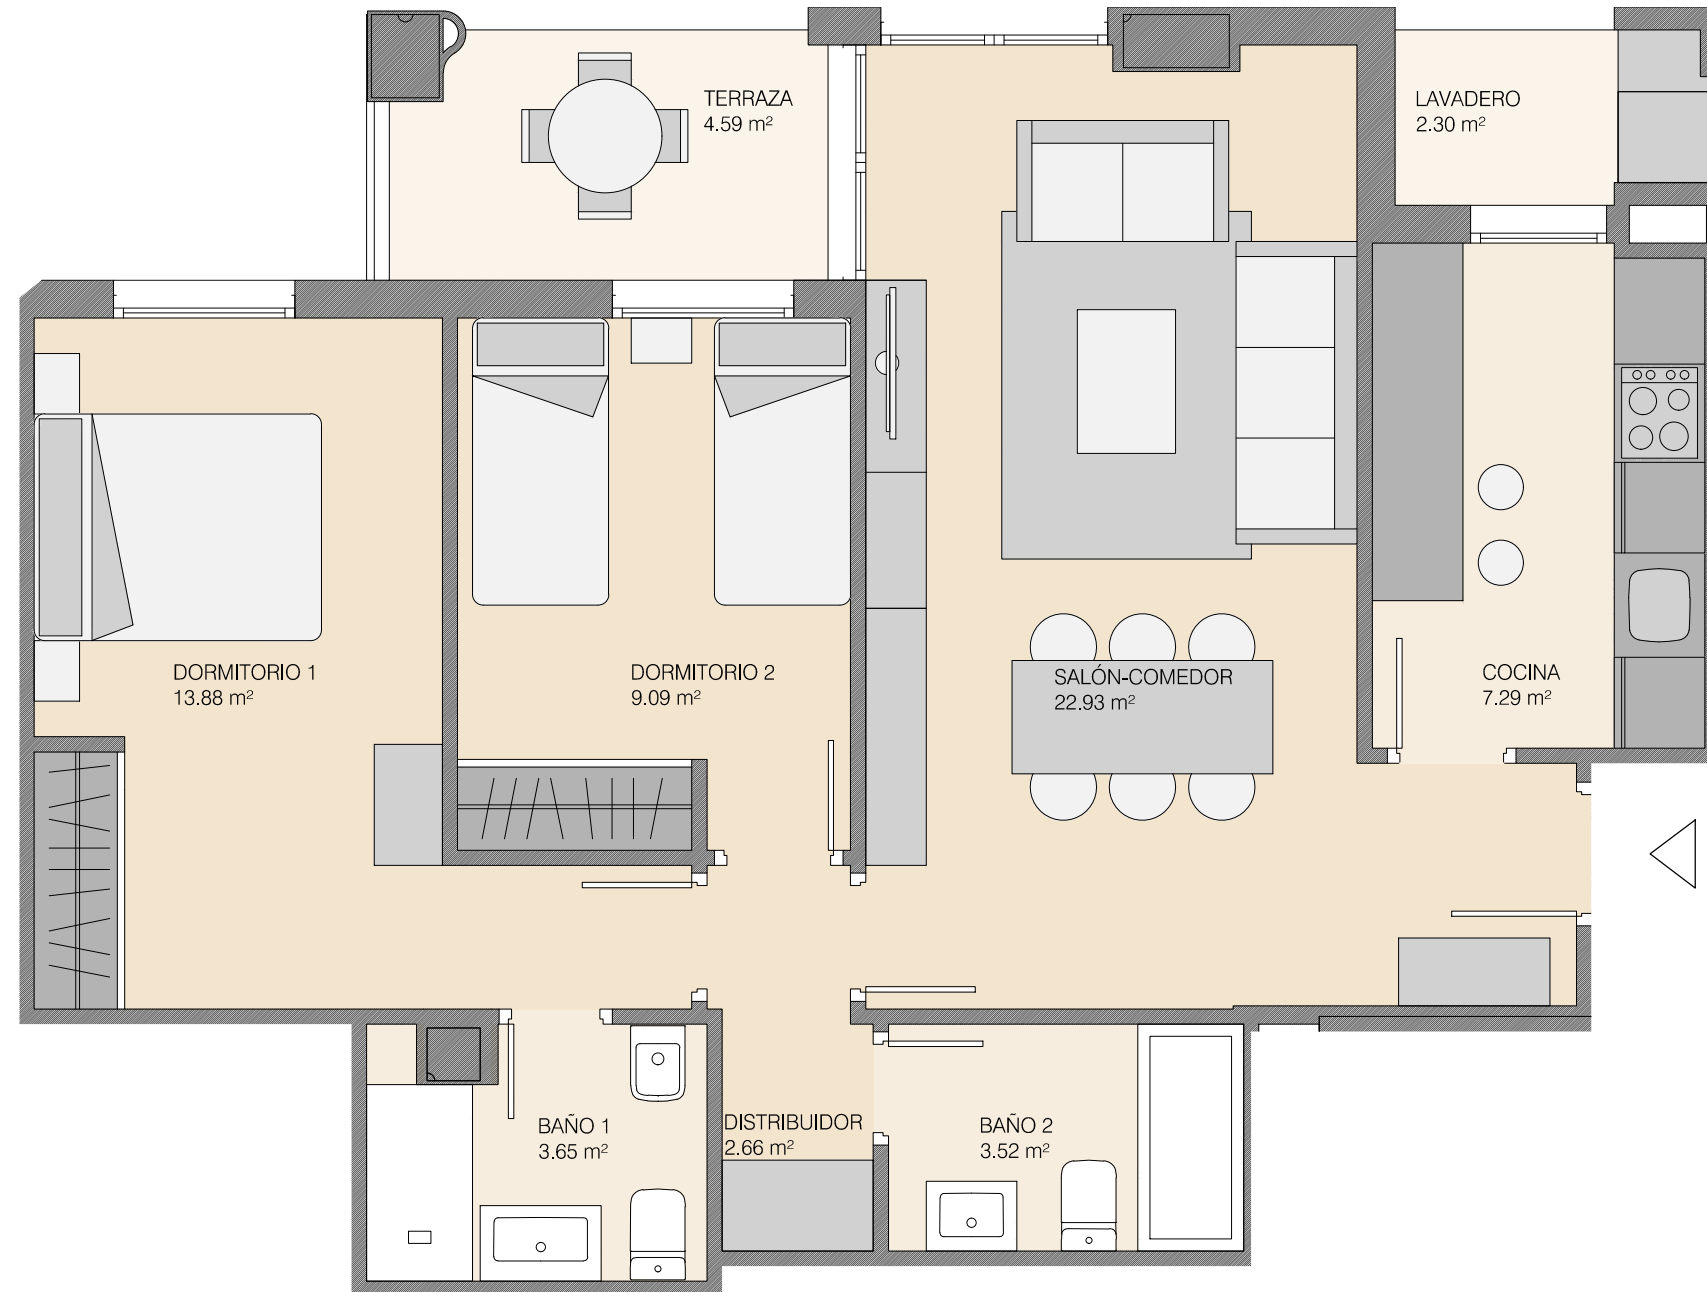 TERRAZA
4.59 m²
LAVADERO
2.30 m²
DORMITORIO 1
13.88 m²
DORMITORIO 2
9.09 m²
SALÓN-COMEDOR
22.93 m²
COCINA
7.29 m²
BAÑO 1
3.65 m²
DISTRIBUIDOR
2.66 m²
BAÑO 2
3.52 m²